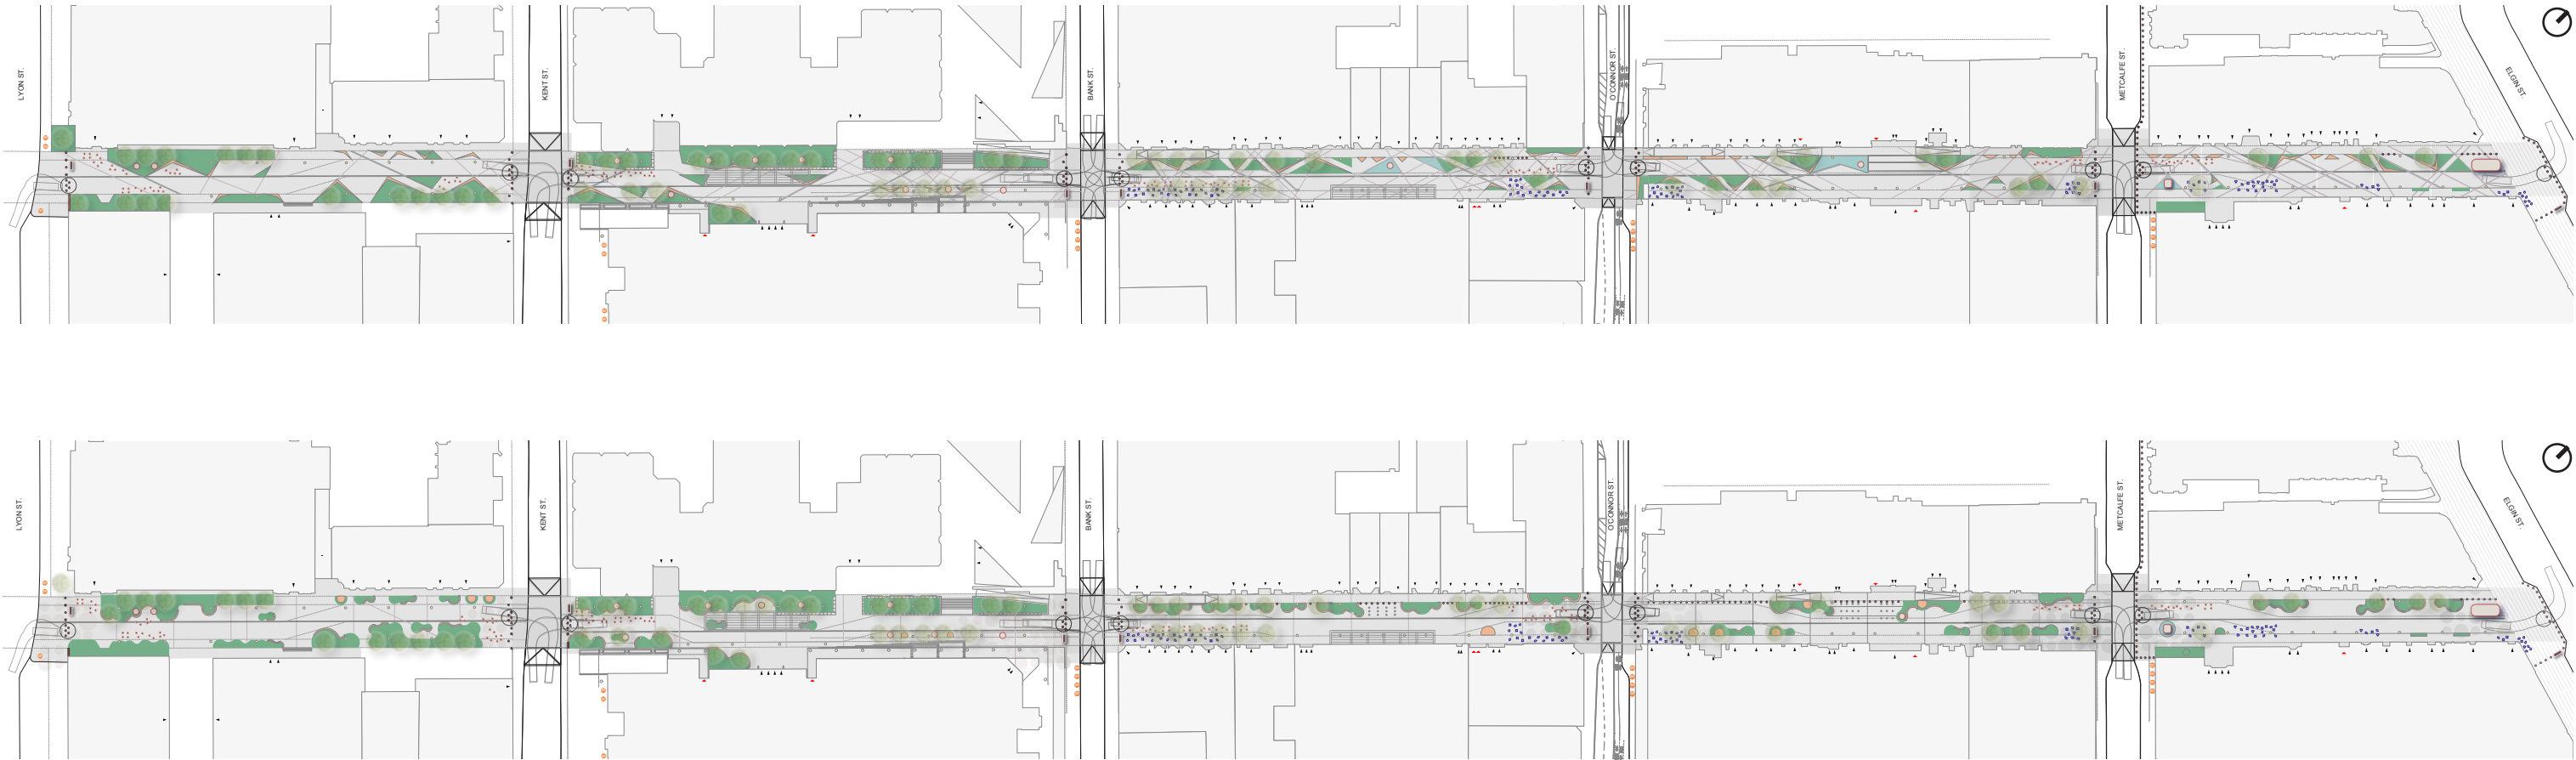 LYON ST.
KENT ST.
BANK ST.
O'CONNOR ST.
METCALFE ST.
ELGIN ST.
LYON ST.
KENT ST.
BANK ST.
O'CONNOR ST.
METCALFE ST.
ELGIN ST.